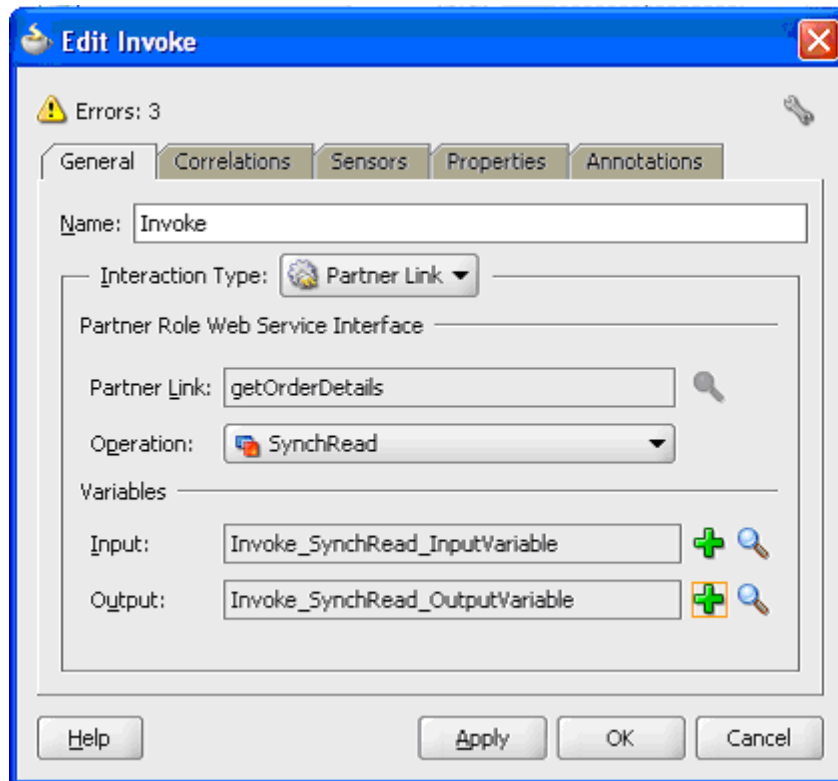 Edit Invoke
Errors: 3
General Correlations Sensors Properties Annotations
Name: Invoke
Interaction Type: Partner Link
Partner Role Web Service Interface
Partner Link: getOrderDetails
Operation: SynchRead
Variables
Input: Invoke_SynchRead_InputVariable
Output: Invoke_SynchRead_OutputVariable
Help Apply OK Cancel